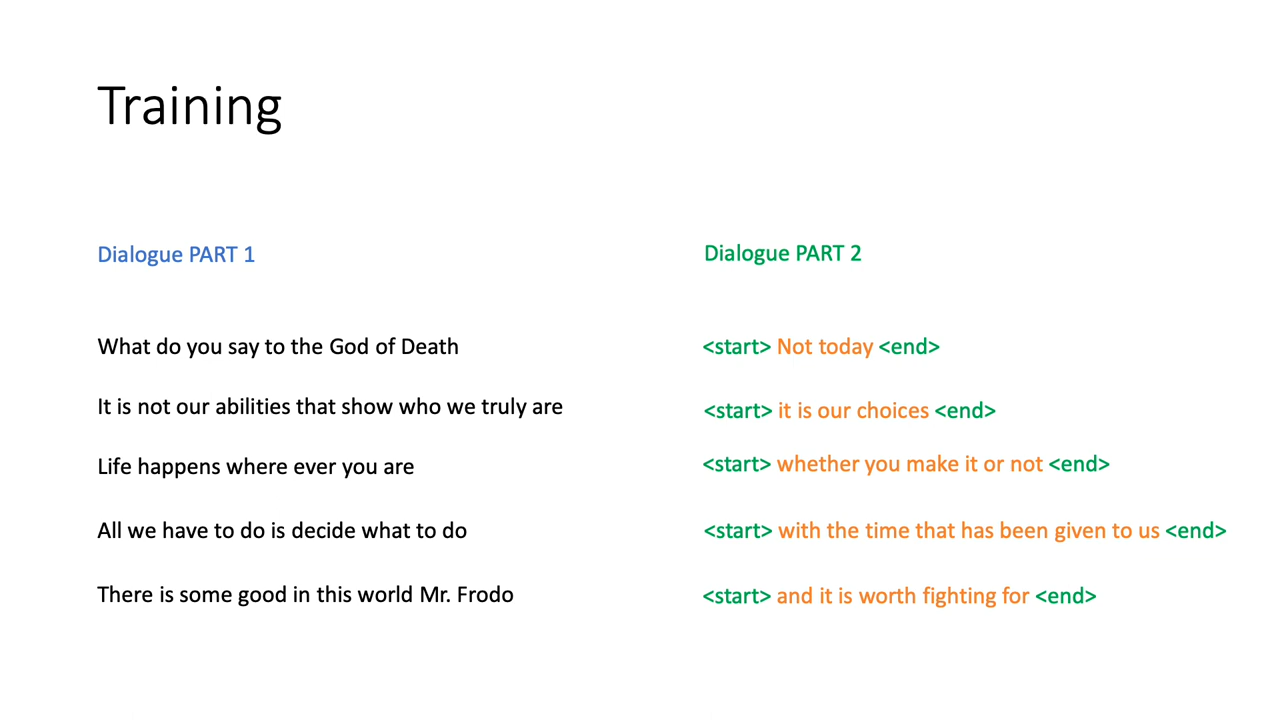 Training
Dialogue PART 1
Dialogue PART 2
What do you say to the God of Death
<start> Not today <end>
It is not our abilities that show who we truly are
<start> it is our choices <end>
Life happens where ever you are
<start> whether you make it or not <end>
All we have to do is decide what to do
<start> with the time that has been given to us <end>
There is some good in this world Mr. Frodo
<start> and it is worth fighting for <end>